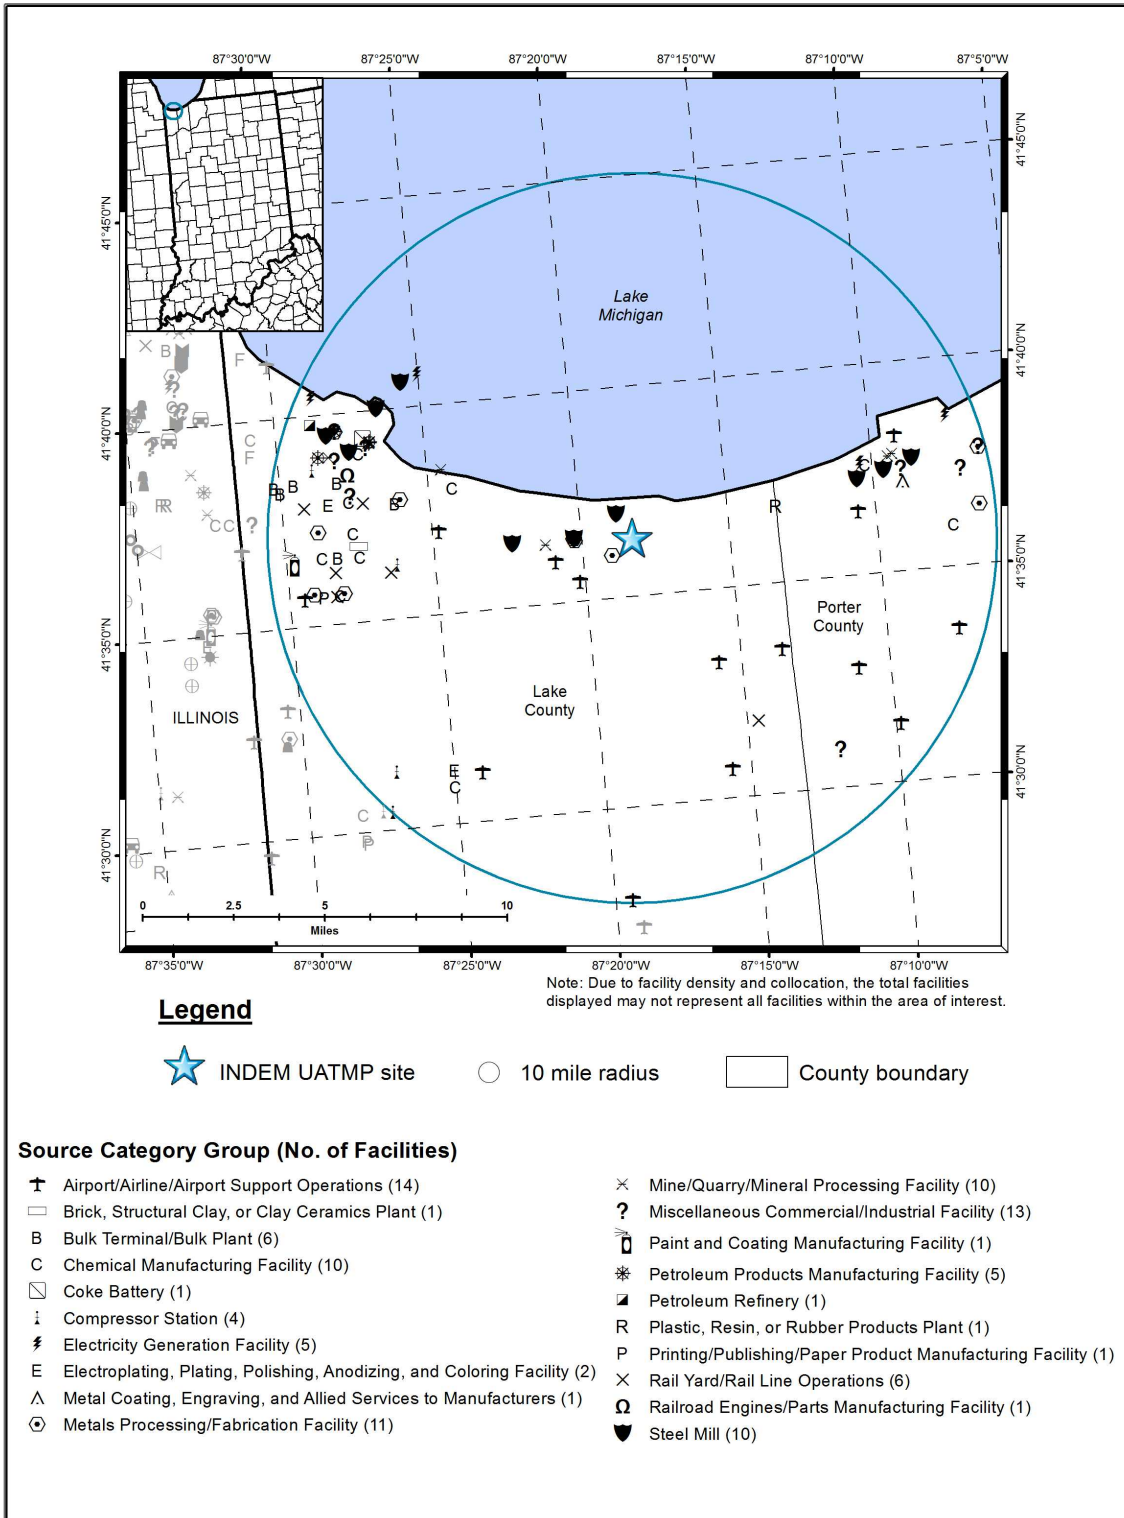 87°30'0"W 87°25'0"W 87°20'0"W 87°15'0"W 87°10'0"W 87°5'0"W
41°45'0"N
41°45'0"N
Lake
Michigan
41°40'0"N
B
F
C
F
41°40'0"N
C
C
B
B
B
B
C
B
E
R
C
R
C C
C
C
B
C
41°35'0"N
P
C
Porter
County
41°35'0"N
Lake
County
ILLINOIS
E
C
41°30'0"N
C
P
P
41°30'0"N
R
0 2.5 5 10
Miles
87°35'0"W 87°30'0"W 87°25'0"W 87°20'0"W 87°15'0"W 87°10'0"W
Note: Due to facility density and collocation, the total facilities
displayed may not represent all facilities within the area of interest.
Legend
INDEM UATMP site 10 mile radius County boundary
Source Category Group (No. of Facilities)
Airport/Airline/Airport Support Operations (14)
Brick, Structural Clay, or Clay Ceramics Plant (1)
B Bulk Terminal/Bulk Plant (6)
C Chemical Manufacturing Facility (10)
Coke Battery (1)
Compressor Station (4)
Electricity Generation Facility (5)
E Electroplating, Plating, Polishing, Anodizing, and Coloring Facility (2)
Metal Coating, Engraving, and Allied Services to Manufacturers (1)
Metals Processing/Fabrication Facility (11)
Mine/Quarry/Mineral Processing Facility (10)
? Miscellaneous Commercial/Industrial Facility (13)
Paint and Coating Manufacturing Facility (1)
Petroleum Products Manufacturing Facility (5)
Petroleum Refinery (1)
R Plastic, Resin, or Rubber Products Plant (1)
P Printing/Publishing/Paper Product Manufacturing Facility (1)
Rail Yard/Rail Line Operations (6)
Ω Railroad Engines/Parts Manufacturing Facility (1)
Steel Mill (10)